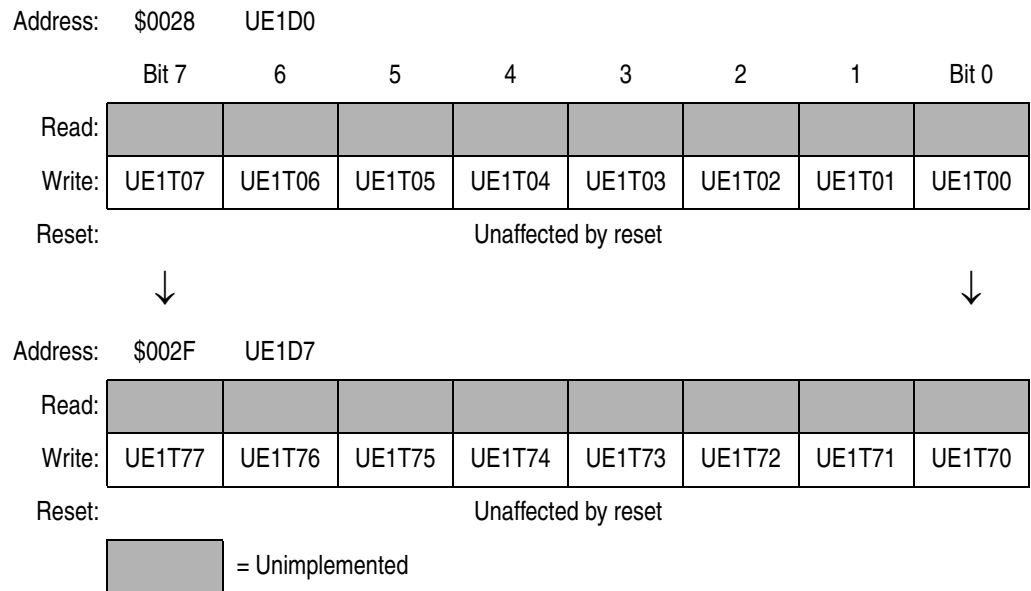 Address: $0028 UE1D0
Bit 7 6 5 4 3 2 1 Bit 0
Read:
Write: UE1T07 UE1T06 UE1T05 UE1T04 UE1T03 UE1T02 UE1T01 UE1T00
Reset: Unaffected by reset
↓ ↓
Address: $002F UE1D7
Read:
Write: UE1T77 UE1T76 UE1T75 UE1T74 UE1T73 UE1T72 UE1T71 UE1T70
Reset: Unaffected by reset
= Unimplemented